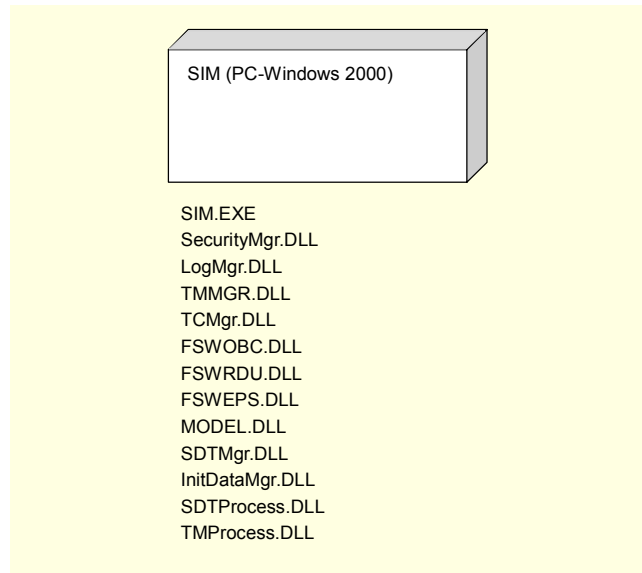 SIM (PC-Windows 2000)
SIM.EXE
SecurityMgr.DLL
LogMgr.DLL
TMMGR.DLL
TCMgr.DLL
FSWOBC.DLL
FSWRDU.DLL
FSWEPS.DLL
MODEL.DLL
SDTMgr.DLL
InitDataMgr.DLL
SDTProcess.DLL
TMProcess.DLL